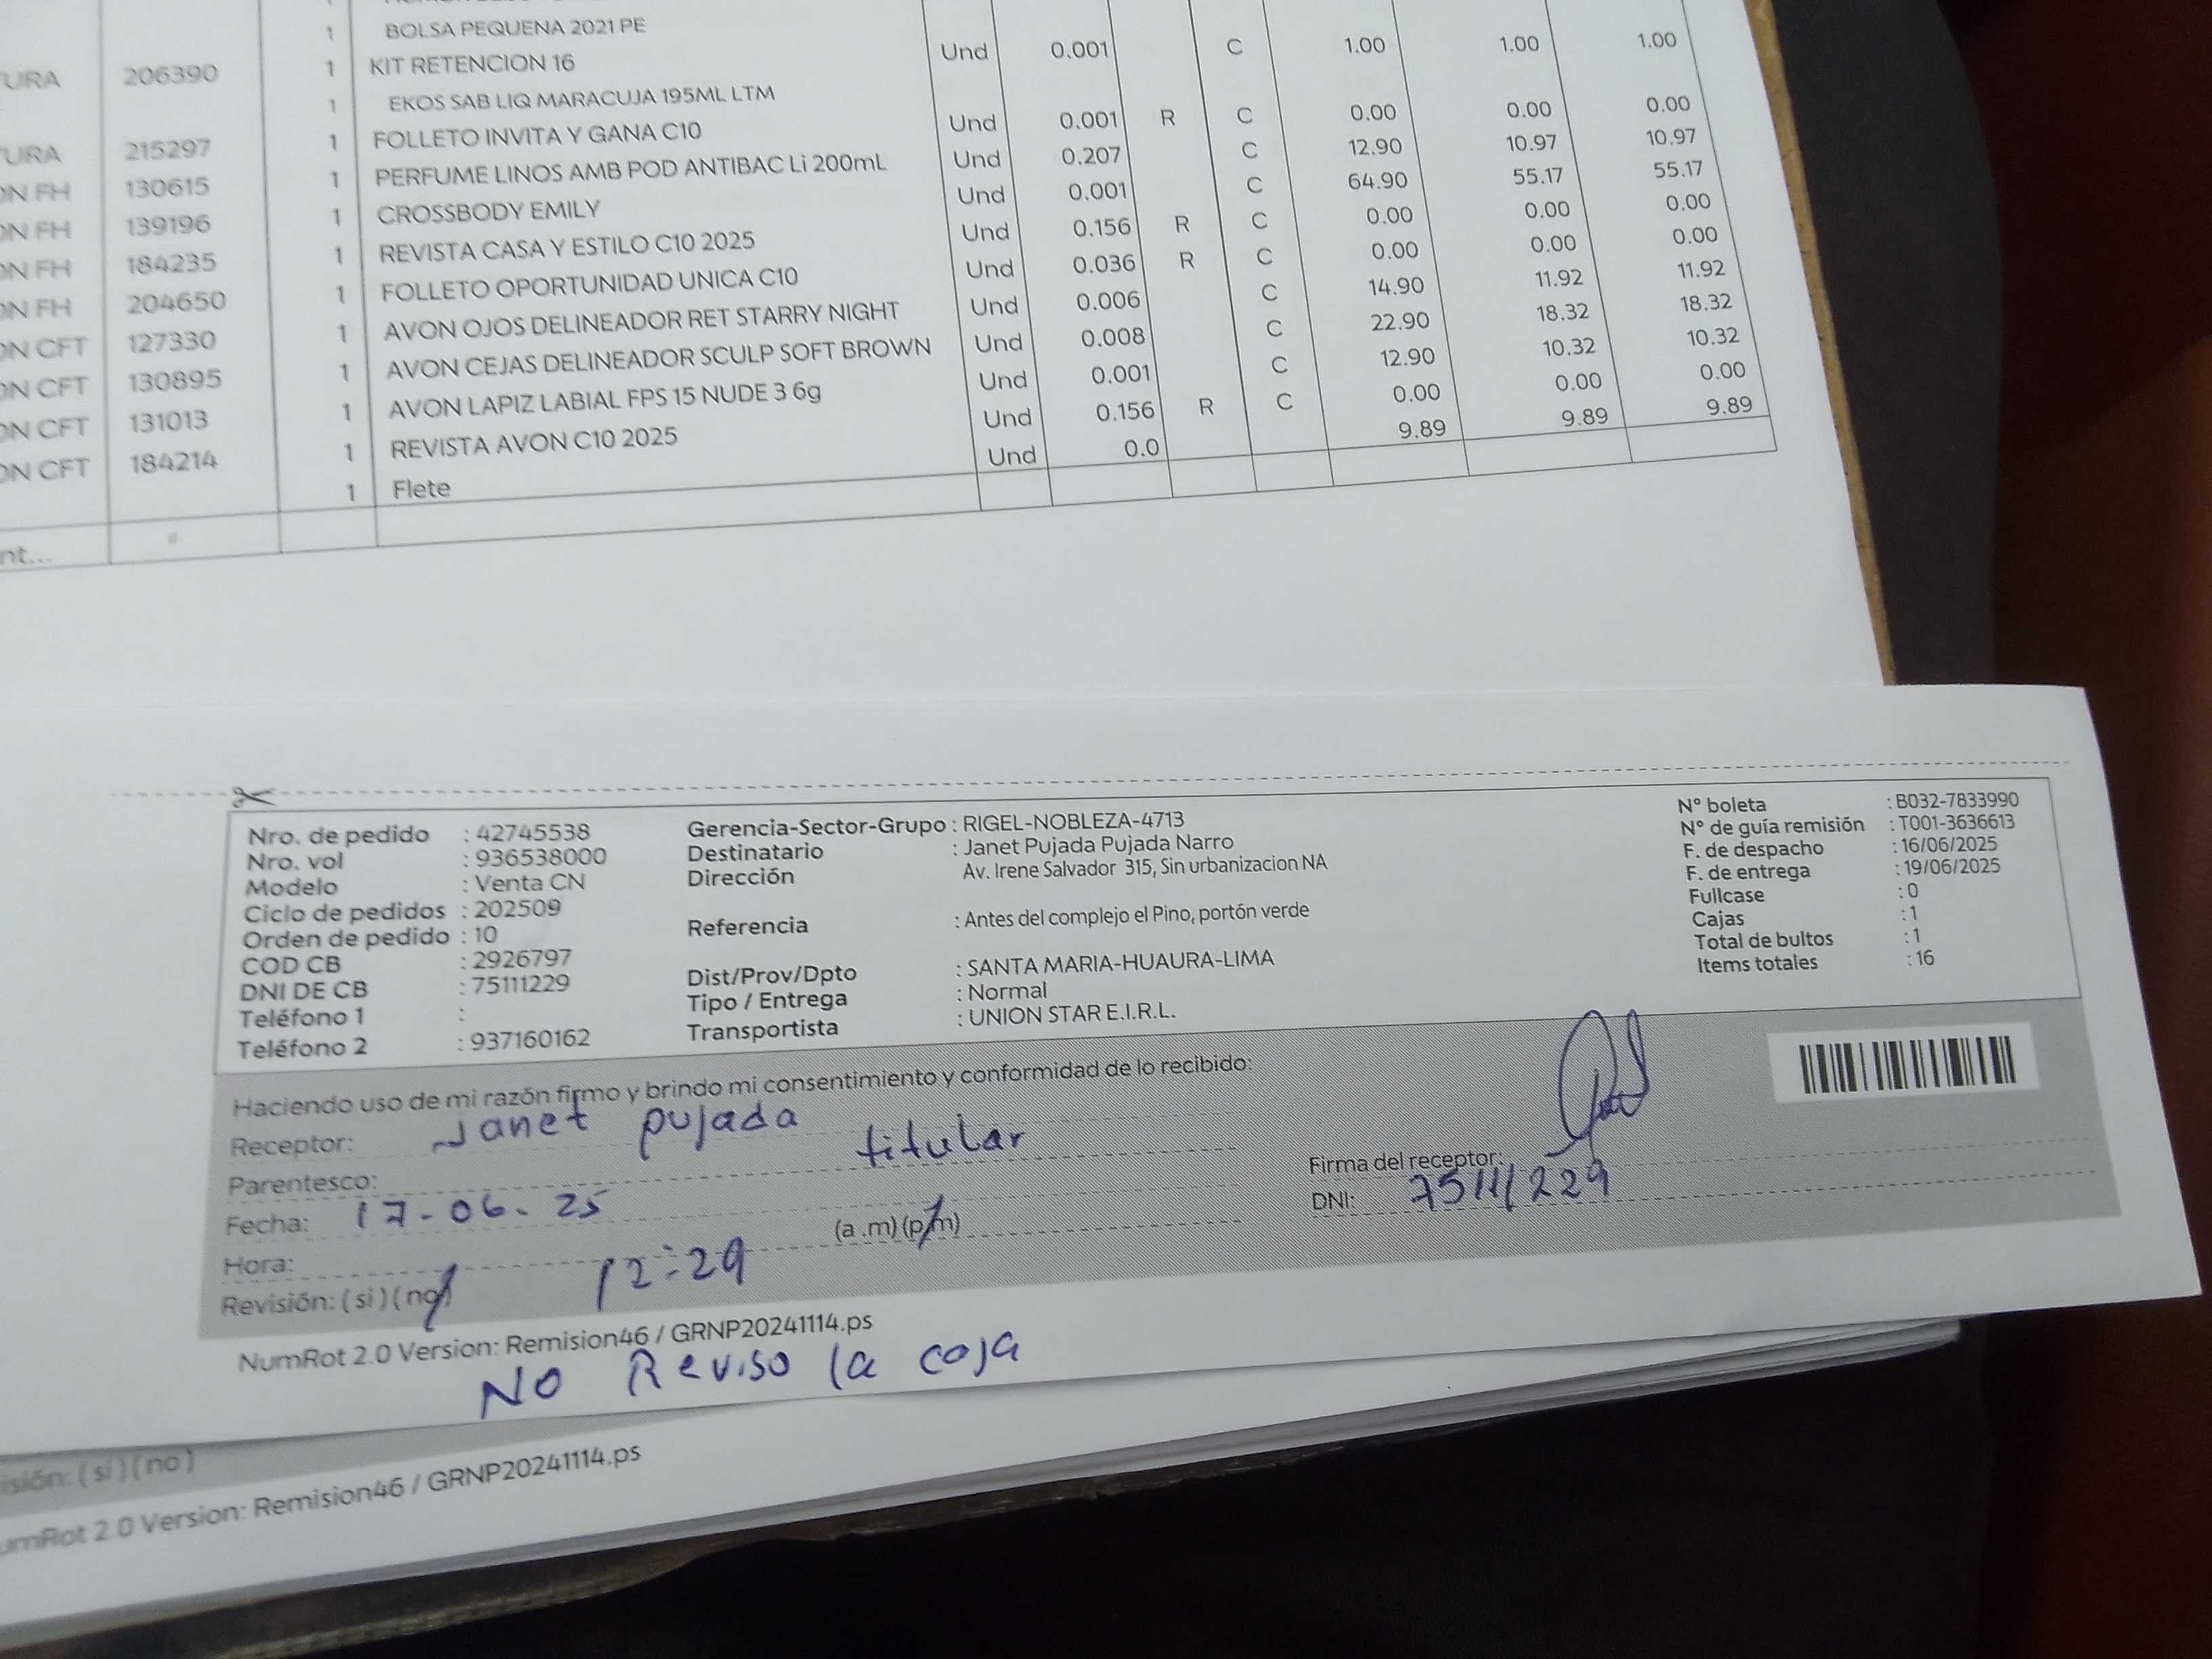 1 BOLSA PEQUENA 2021 PE
URA 206390 1 KIT RETENCION 16 Und 0.001 C 1.00 1.00 1.00
1 EKOS SAB LIQ MARACUJA 195ML LTM
URA 215297 1 FOLLETO INVITA Y GANA C10 Und 0.001 R C 0.00 0.00 0.00
ON FH 130615 1 PERFUME LINOS AMB POD ANTIBAC Li 200mL Und 0.207 C 12.90 10.97 10.97
ON FH 139196 1 CROSSBODY EMILY Und 0.001 C 64.90 55.17 55.17
ON FH 184235 1 REVISTA CASA Y ESTILO C10 2025 Und 0.156 R C 0.00 0.00 0.00
ON FH 204650 1 FOLLETO OPORTUNIDAD UNICA C10 Und 0.036 R C 0.00 0.00 0.00
ON CFT 127330 1 AVON OJOS DELINEADOR RET STARRY NIGHT Und 0.006 C 14.90 11.92 11.92
ON CFT 130895 1 AVON CEJAS DELINEADOR SCULP SOFT BROWN Und 0.008 C 22.90 18.32 18.32
ON CFT 131013 1 AVON LAPIZ LABIAL FPS 15 NUDE 3 6g Und 0.001 C 12.90 10.32 10.32
ON CFT 184214 1 REVISTA AVON C10 2025 Und 0.156 R C 0.00 0.00 0.00
1 Flete Und 0.0 9.89 9.89 9.89
nt...
Nro. de pedido : 42745538
Nro. vol : 936538000
Modelo : Venta CN
Ciclo de pedidos : 202509
Orden de pedido : 10
COD CB : 2926797
DNI DE CB : 75111229
Teléfono 1 :
Teléfono 2 : 937160162
Gerencia-Sector-Grupo : RIGEL-NOBLEZA-4713
Destinatario : Janet Pujada Pujada Narro
Dirección Av. Irene Salvador 315, Sin urbanizacion NA
Referencia : Antes del complejo el Pino, portón verde
Dist/Prov/Dpto : SANTA MARIA-HUAURA-LIMA
Tipo / Entrega : Normal
Transportista : UNION STAR E.I.R.L.
N° boleta : B032-7833990
N° de guía remisión : T001-3636613
F. de despacho : 16/06/2025
F. de entrega : 19/06/2025
Fullcase : 0
Cajas : 1
Total de bultos : 1
Items totales : 16
Haciendo uso de mi razón firmo y brindo mi consentimiento y conformidad de lo recibido:
Receptor: Janet pujada
Parentesco: titular
Fecha: 17-06-25
Hora: 12:29 (a.m) (p.m)
Revisión: (si) (no)
Firma del receptor:
DNI: 75111229
NumRot 2.0 Version: Remision46 / GRNP20241114.ps
NO Reviso la caja
isión: (si) (no)
umRot 2.0 Version: Remision46 / GRNP20241114.ps